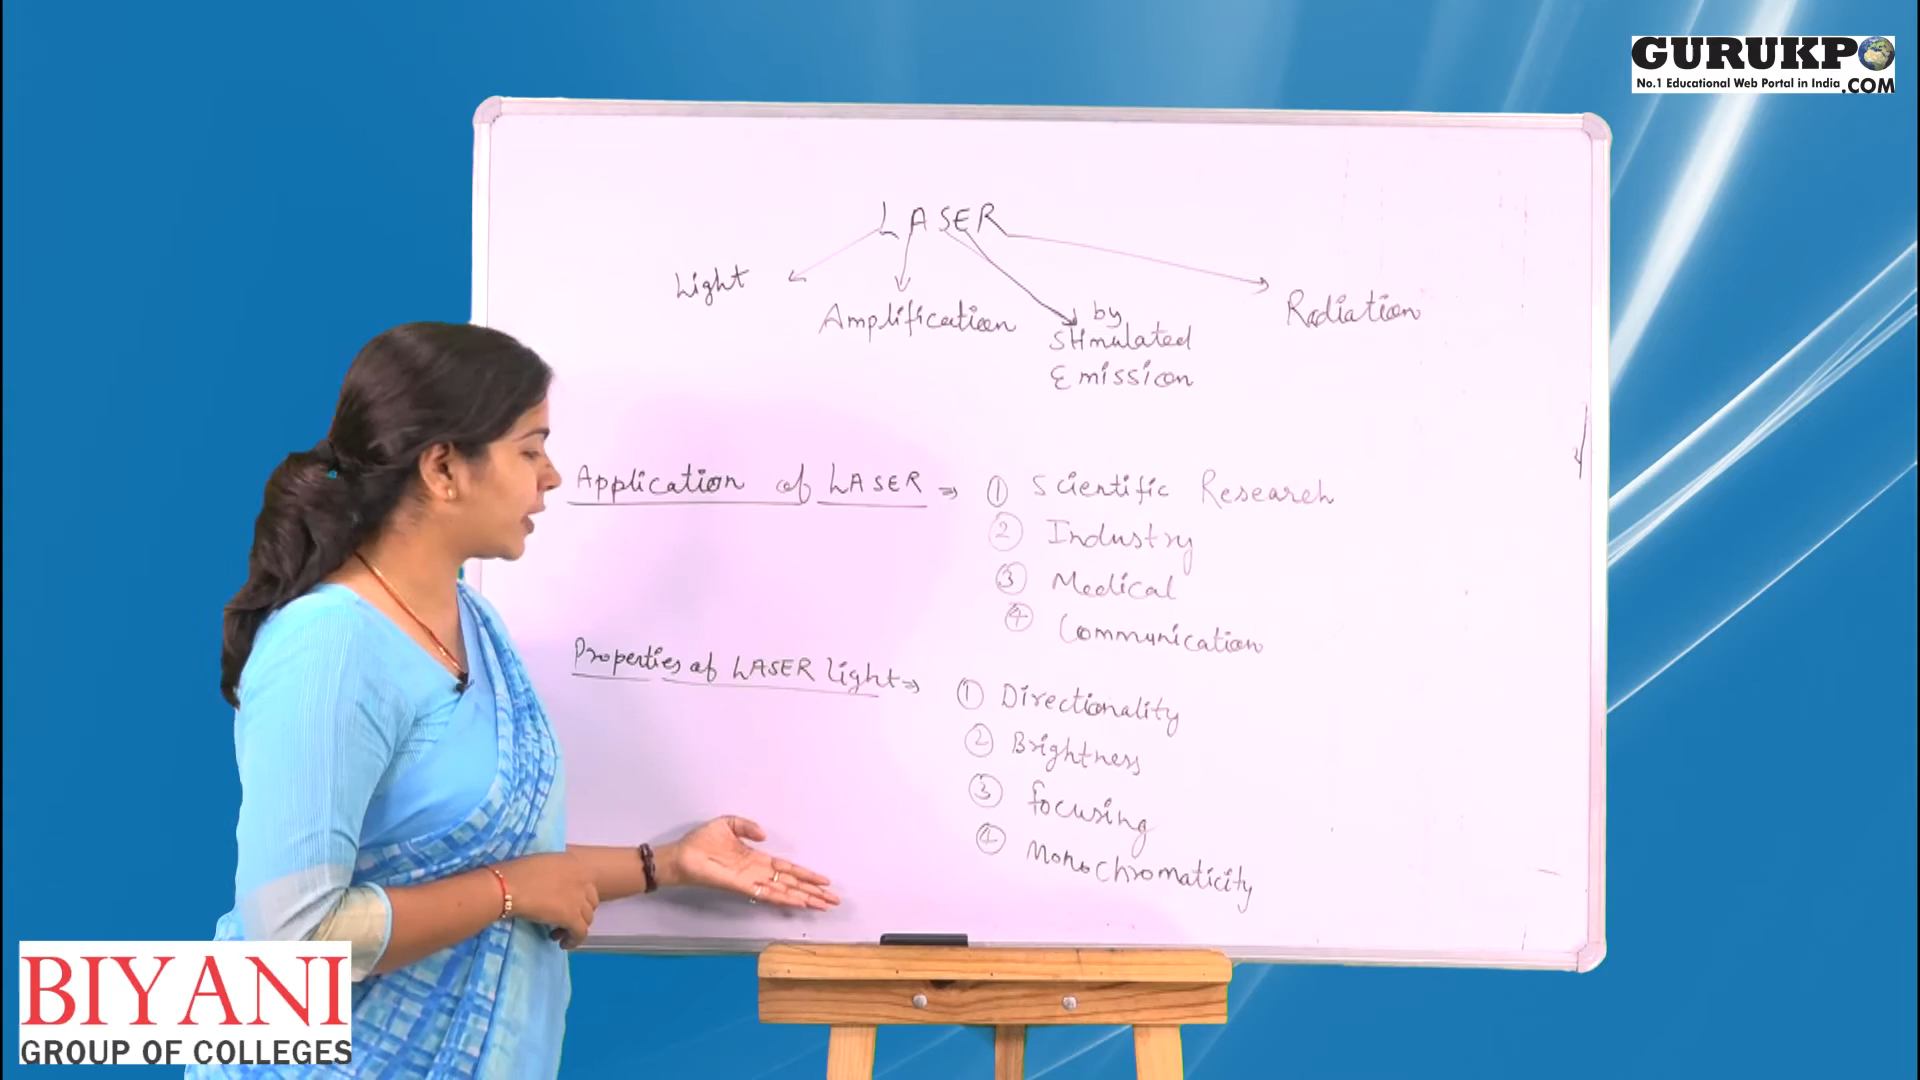 GURUKPO
No.1 Educational Web Portal in India .COM
LASER
Light
Amplification
by
Stimulated
Emission
Radiation
Application of LASER ⇒ ① Scientific Research
② Industry
③ Medical
④ Communication
Properties of LASER light ⇒ ① Directionality
② Brightness
③ focusing
④ Monochromaticity
BIYANI
GROUP OF COLLEGES